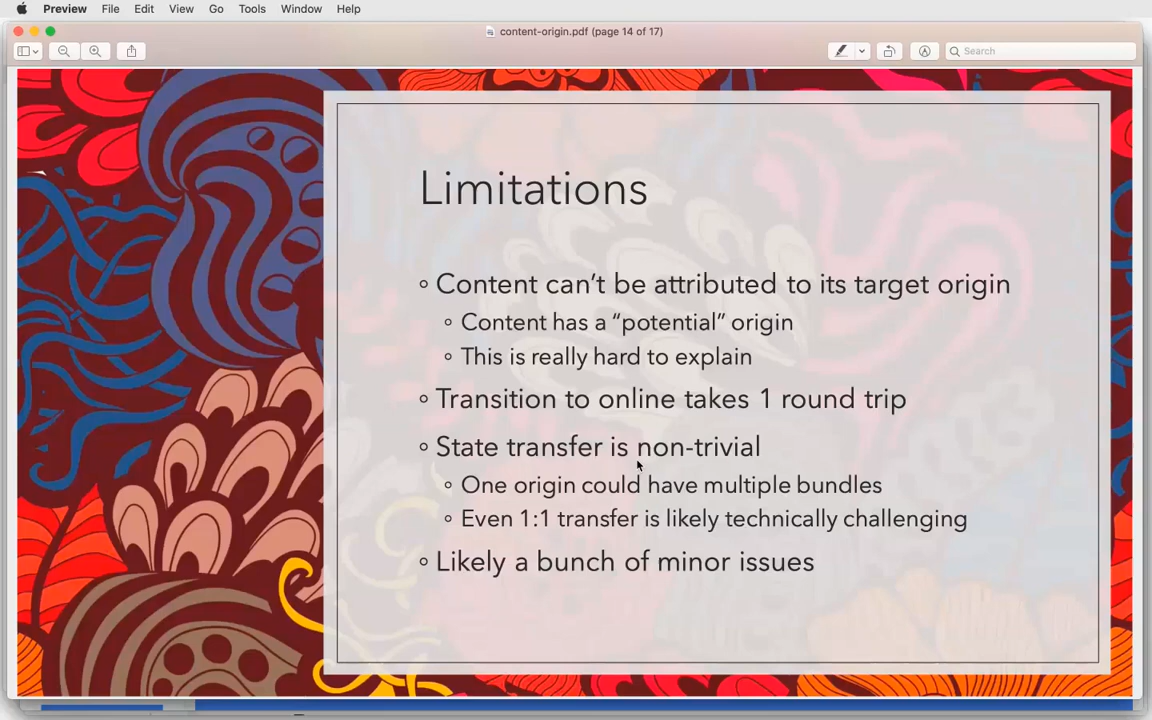 Preview File Edit View Go Tools Window Help
content-origin.pdf (page 14 of 17)
Search
Limitations
Content can’t be attributed to its target origin
Content has a “potential” origin
This is really hard to explain
Transition to online takes 1 round trip
State transfer is non-trivial
One origin could have multiple bundles
Even 1:1 transfer is likely technically challenging
Likely a bunch of minor issues